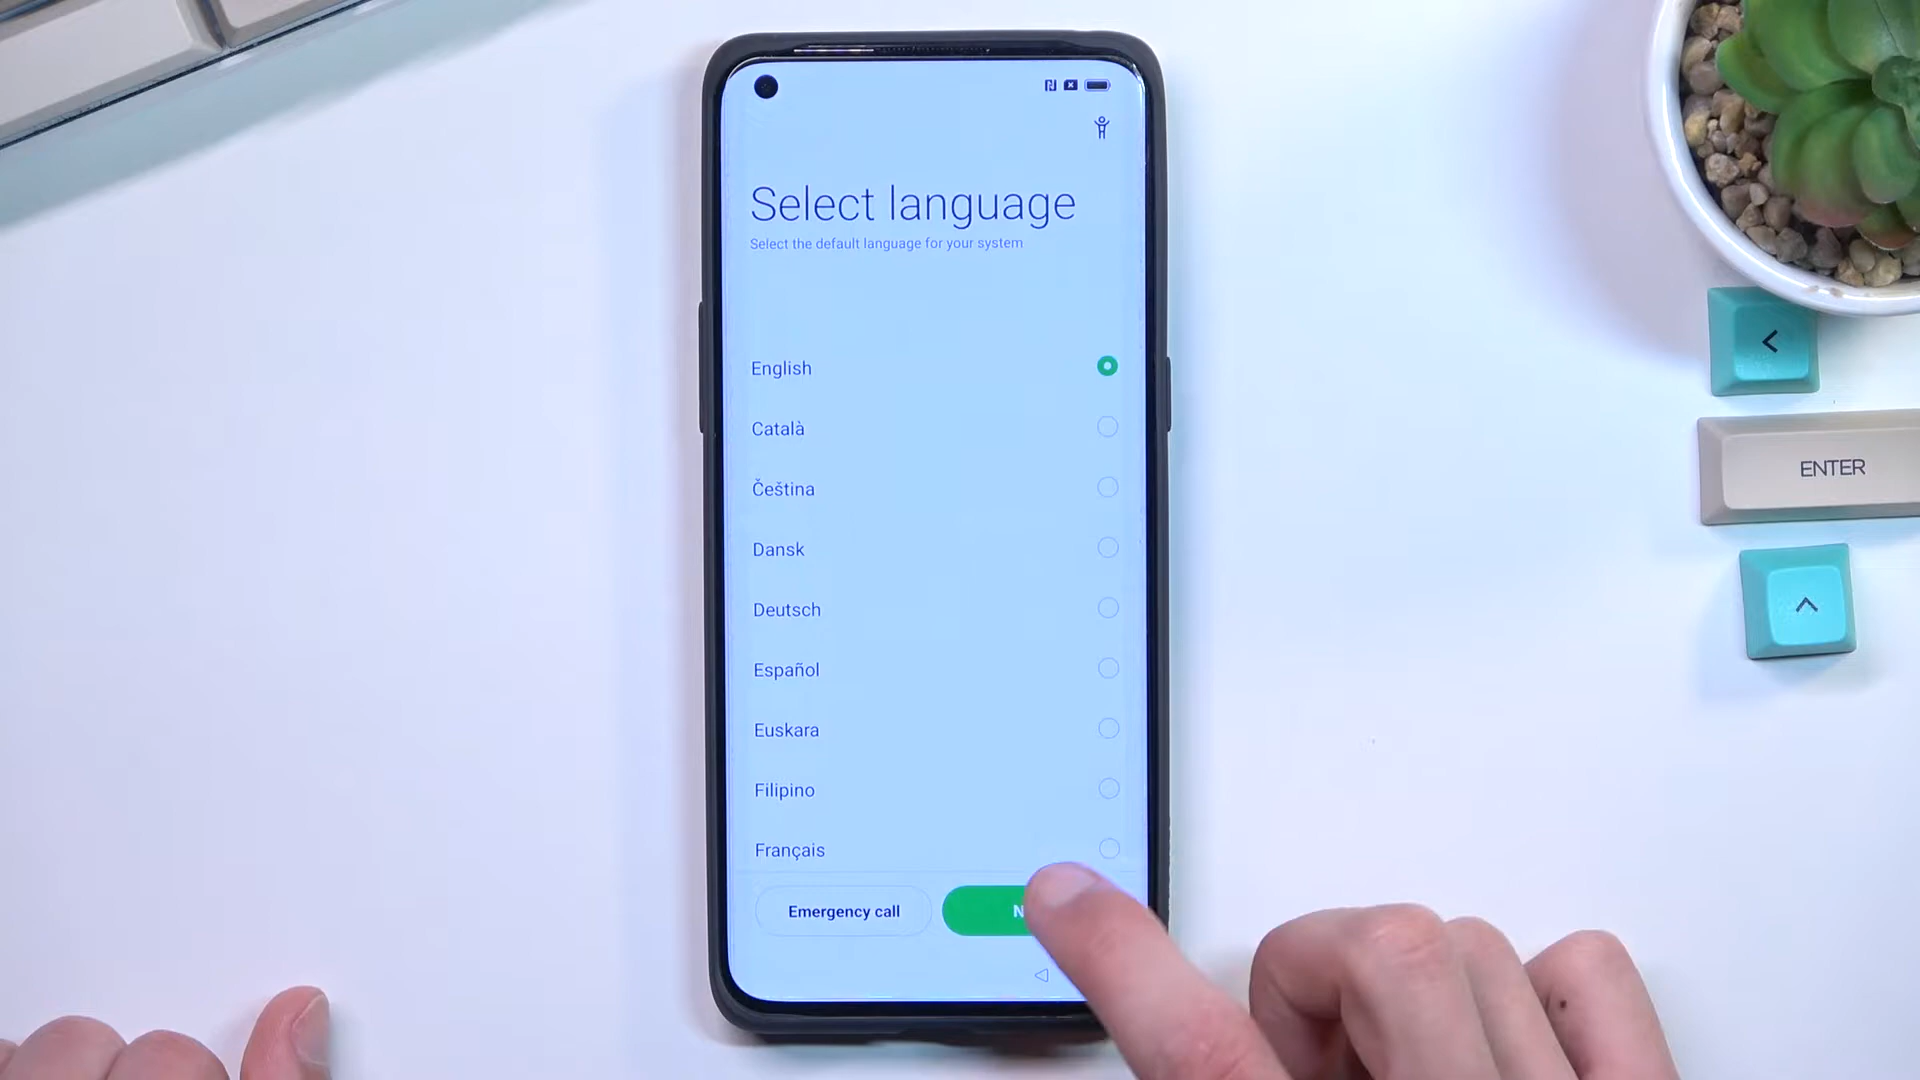 Select language
Select the default language for your system
English
Català
Čeština
Dansk
Deutsch
Español
Euskara
Filipino
Français
Emergency call
N
<
ENTER
^